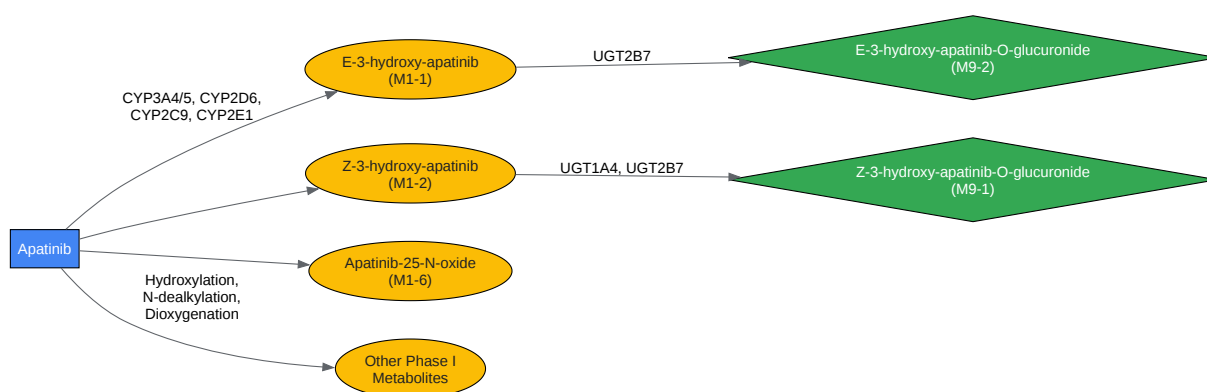 E-3-hydroxy-apatinib
(M1-1)
UGT2B7
E-3-hydroxy-apatinib-O-glucuronide
(M9-2)
CYP3A4/5, CYP2D6,
CYP2C9, CYP2E1
Z-3-hydroxy-apatinib
(M1-2)
UGT1A4, UGT2B7
Z-3-hydroxy-apatinib-O-glucuronide
(M9-1)
Apatinib
Apatinib-25-N-oxide
(M1-6)
Hydroxylation,
N-dealkylation,
Dioxygenation
Other Phase I
Metabolites